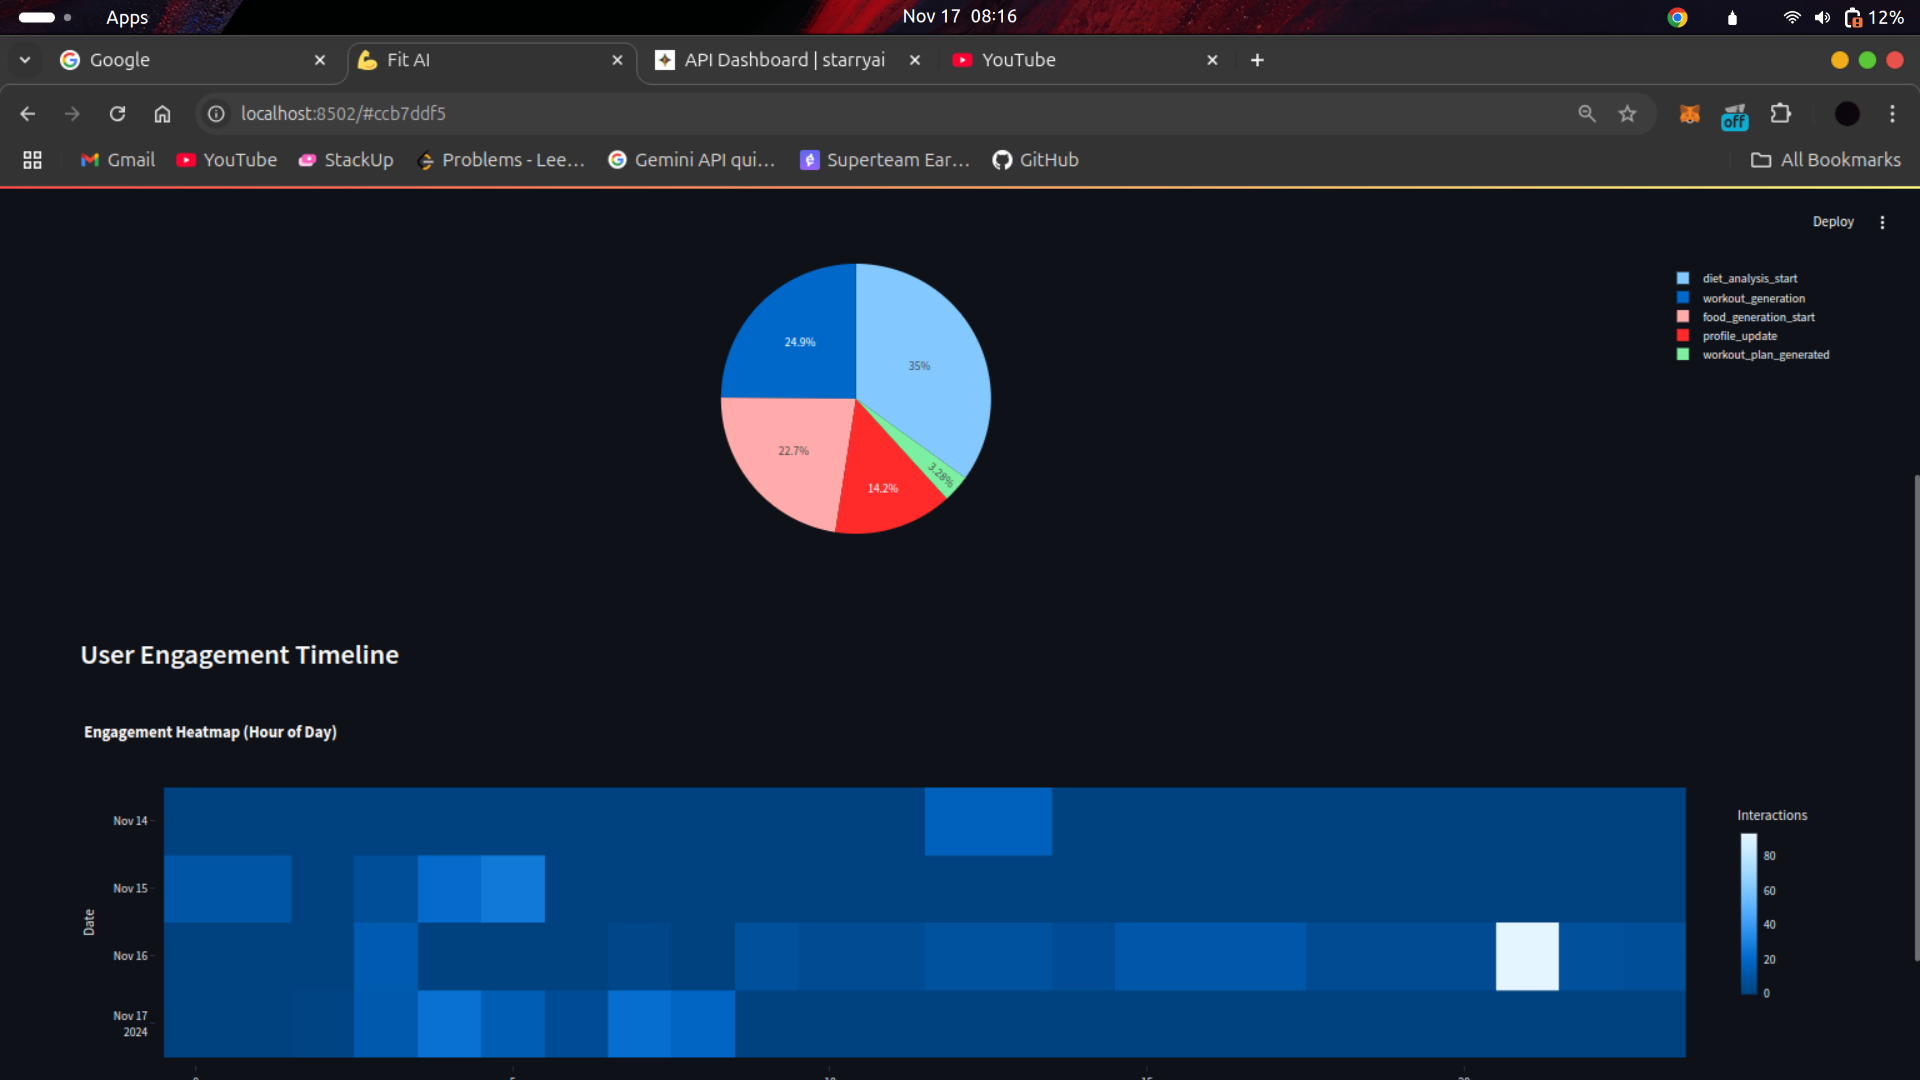 Apps
Nov 17 08:16
12%
Google
Fit AI
API Dashboard | starryai
YouTube
localhost:8502/#ccb7ddf5
off
Gmail
YouTube
StackUp
Problems - Lee...
Gemini API qui...
Superteam Ear...
GitHub
All Bookmarks
Deploy
diet_analysis_start
workout_generation
food_generation_start
profile_update
workout_plan_generated
24.9%
35%
22.7%
3.28%
14.2%
User Engagement Timeline
Engagement Heatmap (Hour of Day)
Interactions
80
60
40
20
0
Date
Nov 14
Nov 15
Nov 16
Nov 17
2024